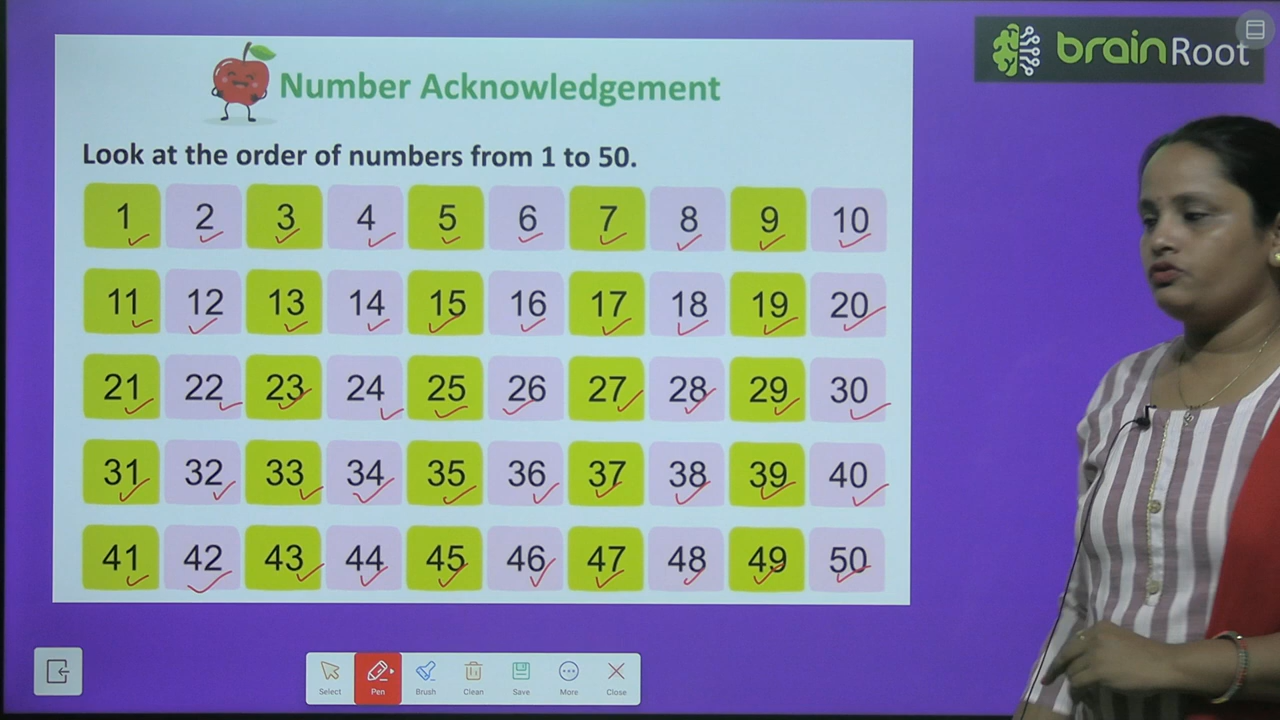 brainRoot
Number Acknowledgement
Look at the order of numbers from 1 to 50.
1 2 3 4 5 6 7 8 9 10
11 12 13 14 15 16 17 18 19 20
21 22 23 24 25 26 27 28 29 30
31 32 33 34 35 36 37 38 39 40
41 42 43 44 45 46 47 48 49 50
Select Pen Brush Clean Save More Close